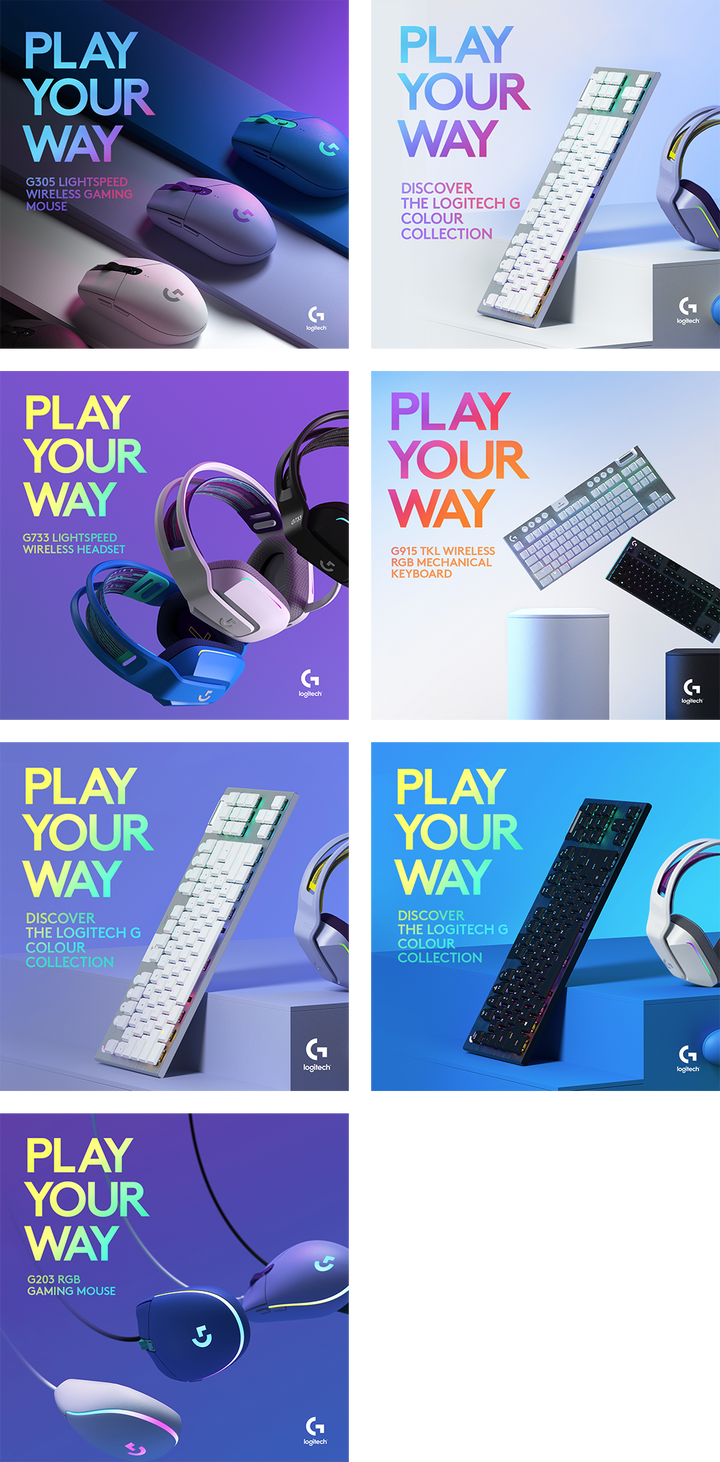 PLAY
YOUR
WAY
G305 LIGHTSPEED
WIRELESS GAMING
MOUSE
logitech
PLAY
YOUR
WAY
DISCOVER
THE LOGITECH G
COLOUR
COLLECTION
logitech
PLAY
YOUR
WAY
G733 LIGHTSPEED
WIRELESS HEADSET
G733
logitech
PLAY
YOUR
WAY
G915 TKL WIRELESS
RGB MECHANICAL
KEYBOARD
logitech
PLAY
YOUR
WAY
DISCOVER
THE LOGITECH G
COLOUR
COLLECTION
logitech
PLAY
YOUR
WAY
DISCOVER
THE LOGITECH G
COLOUR
COLLECTION
logitech
PLAY
YOUR
WAY
G203 RGB
GAMING MOUSE
logitech